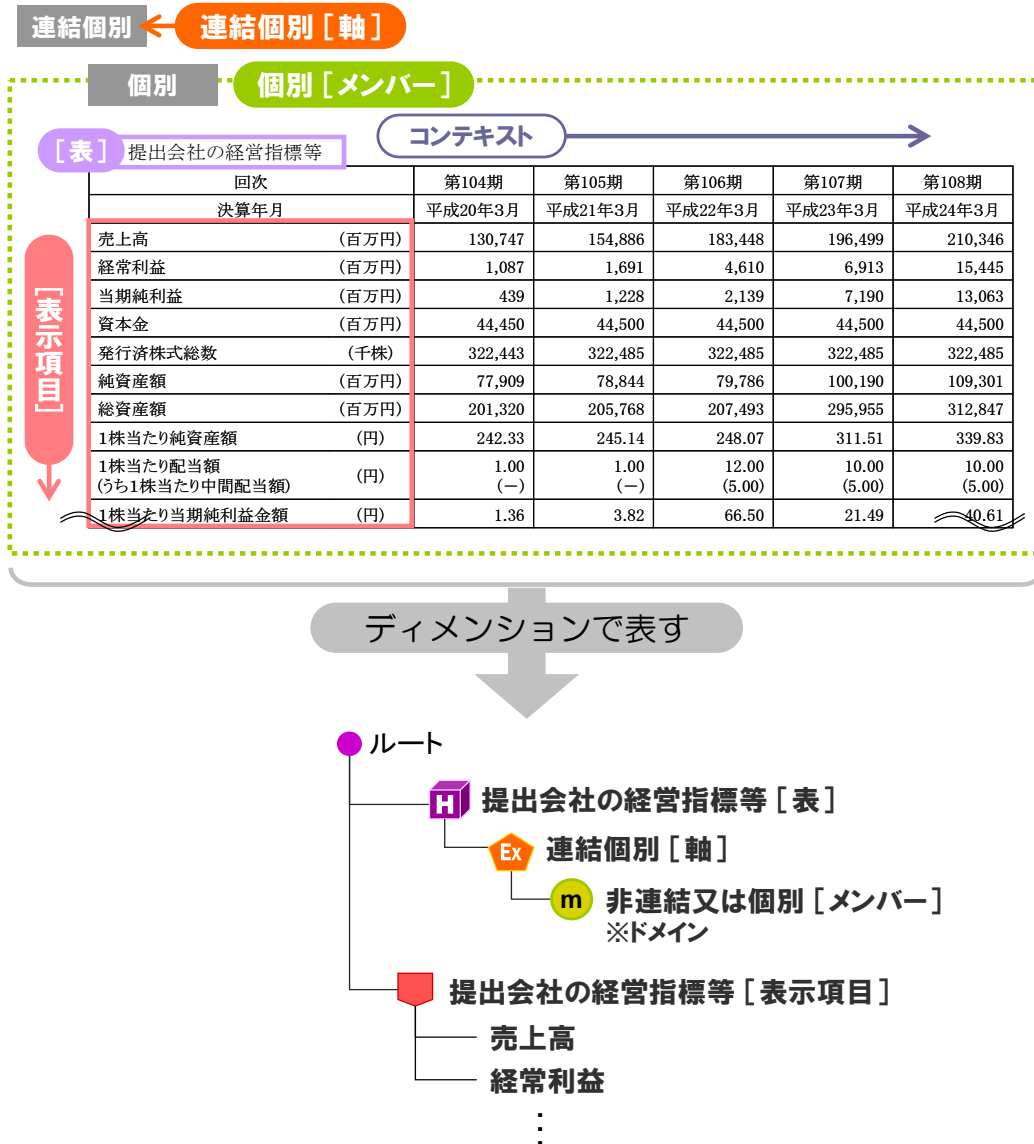 連結個別 連結個別［軸］
個別 個別［メンバー］
コンテキスト
［表］ 提出会社の経営指標等
回次 第104期 第105期 第106期 第107期 第108期
決算年月 平成20年3月 平成21年3月 平成22年3月 平成23年3月 平成24年3月
［表示項目］
売上高 (百万円) 130,747 154,886 183,448 196,499 210,346
経常利益 (百万円) 1,087 1,691 4,610 6,913 15,445
当期純利益 (百万円) 439 1,228 2,139 7,190 13,063
資本金 (百万円) 44,450 44,500 44,500 44,500 44,500
発行済株式総数 (千株) 322,443 322,485 322,485 322,485 322,485
純資産額 (百万円) 77,909 78,844 79,786 100,190 109,301
総資産額 (百万円) 201,320 205,768 207,493 295,955 312,847
1株当たり純資産額 (円) 242.33 245.14 248.07 311.51 339.83
1株当たり配当額 (円) 1.00 1.00 12.00 10.00 10.00
(うち1株当たり中間配当額) (－) (－) (5.00) (5.00) (5.00)
1株当たり当期純利益金額 (円) 1.36 3.82 66.50 21.49 40.61
ディメンションで表す
ルート
H 提出会社の経営指標等［表］
Ex 連結個別［軸］
m 非連結又は個別［メンバー］
※ドメイン
提出会社の経営指標等［表示項目］
売上高
経常利益
⋮